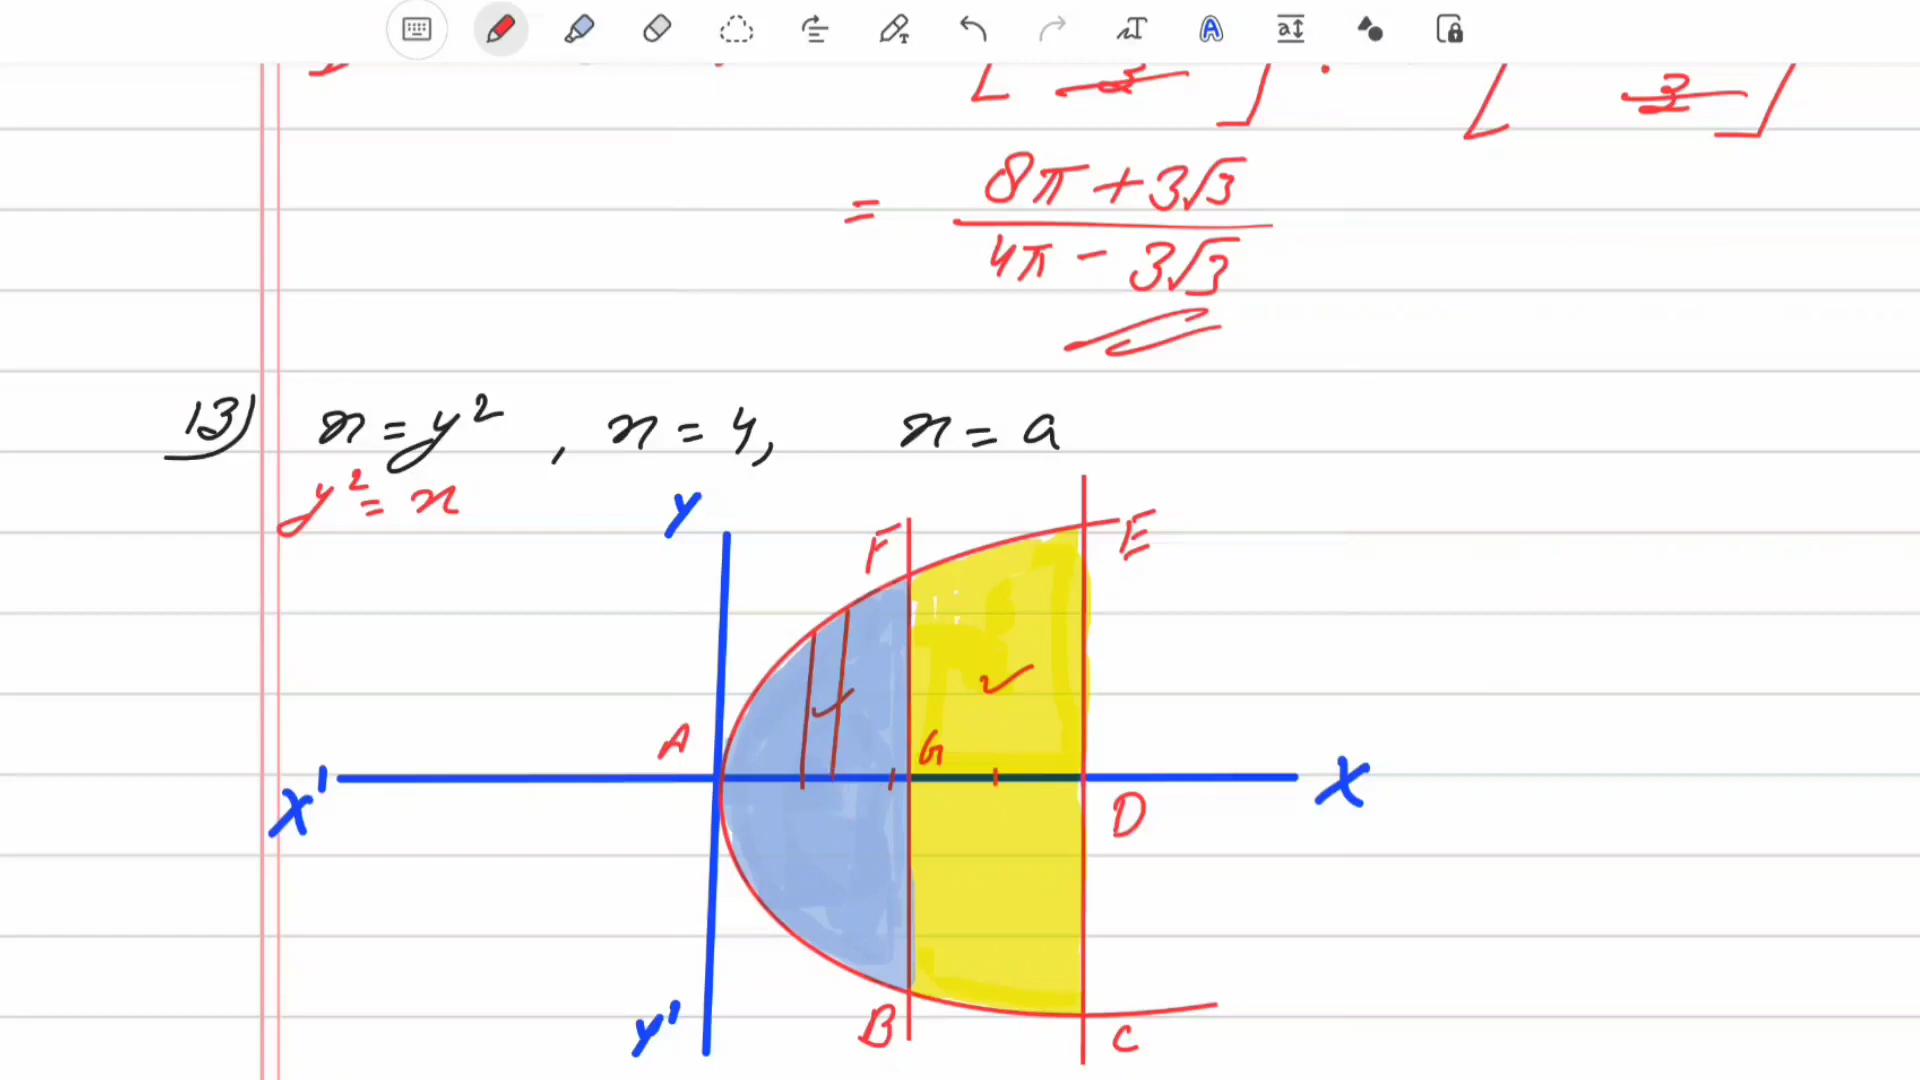 = 8π + 3√3 / 4π - 3√3
13) x = y², x = 4, x = a
y² = x
Y
F
E
A
G
X'
X
D
Y'
B
C